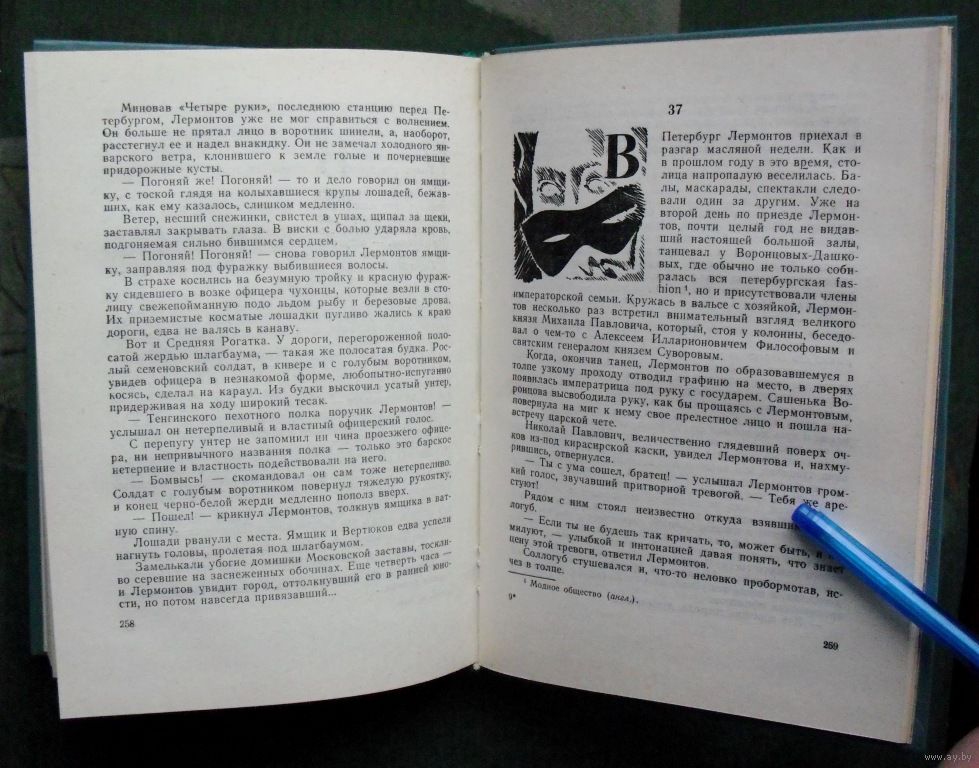 Миновав «Четыре руки», последнюю станцию перед Пе-
тербургом, Лермонтов уже не мог справиться с волнением.
Он больше не прятал лицо в воротник шинели, а, наоборот,
расстегнул ее и надел внакидку. Он не замечал холодного ян-
варского ветра, клонившего к земле голые и почерневшие
придорожные кусты.
— Погоняй же! Погоняй! — то и дело говорил он ямщи-
ку, с тоской глядя на колыхавшиеся крупы лошадей, бежав-
ших, как ему казалось, слишком медленно.
Ветер, несший снежинки, свистел в ушах, щипал за щеки,
заставлял закрывать глаза. В виски с болью ударяла кровь,
подгоняемая сильно бившимся сердцем.
— Погоняй! Погоняй! — снова говорил Лермонтов ямщи-
ку, заправляя под фуражку выбившиеся волосы.
В страхе косились на безумную тройку и красную фураж-
ку сидевшего в возке офицера чухонцы, которые везли в сто-
лицу свежепойманную подо льдом рыбу и березовые дрова.
Их приземистые косматые лошадки пугливо жались к краю
дороги, едва не валясь в канаву.
Вот и Средняя Рогатка. У дороги, перегороженной поло-
сатой жердью шлагбаума, — такая же полосатая будка. Рос-
лый семеновский солдат, в кивере и с голубым воротником,
увидев офицера в незнакомой форме, любопытно-испуганно
косясь, сделал на караул. Из будки выскочил усатый унтер,
придерживая на ходу широкий тесак.
— Тенгинского пехотного полка поручик Лермонтов! —
услышал он нетерпеливый и властный офицерский голос.
С перепугу унтер не запомнил ни чина проезжего офице-
ра, ни непривычного названия полка — только это барское
нетерпение и властность подействовали на него.
— Бомвысь! — скомандовал он сам тоже нетерпеливо.
Солдат с голубым воротником повернул тяжелую рукоятку,
и конец черно-белой жерди медленно пополз вверх.
— Пошел! — крикнул Лермонтов, толкнув ямщика в ват-
ную спину.
Лошади рванули с места. Ямщик и Вертюков едва успели
нагнуть головы, пролетая под шлагбаумом.
Замелькали убогие домишки Московской заставы, тоскли-
во серевшие на заснеженных обочинах. Еще четверть часа —
и Лермонтов увидит город, оттолкнувший его в ранней юно-
сти, но потом навсегда привязавший...
258
37
В
Петербург Лермонтов приехал в
разгар масляной недели. Как и
в прошлом году в это время, сто-
лица напропалую веселилась. Ба-
лы, маскарады, спектакли следо-
вали один за другим. Уже на
второй день по приезде Лермон-
тов, почти целый год не видав-
ший настоящей большой залы,
танцевал у Воронцовых-Дашко-
вых, где обычно не только соби-
ралась вся петербургская fas-
hion¹, но и присутствовали члены
императорской семьи. Кружась в вальсе с хозяйкой, Лермон-
тов несколько раз встретил внимательный взгляд великого
князя Михаила Павловича, который, стоя у колонны, беседо-
вал о чем-то с Алексеем Илларионовичем Философовым и
свитским генералом князем Суворовым.
Когда, окончив танец, Лермонтов по образовавшемуся в
толпе узкому проходу отводил графиню на место, в дверях
появилась императрица под руку с государем. Сашенька Во-
ронцова высвободила руку, как бы прощаясь с Лермонтовым,
повернула на миг к нему свое прелестное лицо и пошла на-
встречу царской чете.
Николай Павлович, величественно глядевший поверх оч-
ков из-под кирасирской каски, увидел Лермонтова и, нахму-
рившись, отвернулся.
— Ты с ума сошел, братец! — услышал Лермонтов гром-
кий голос, звучавший притворной тревогой. — Тебя же аре-
стуют!
Рядом с ним стоял неизвестно откуда
логуб.
— Если ты не будешь так кричать, то, может быть, и
милуют, — улыбкой и интонацией давая понять, что знает
цену этой тревоги, ответил Лермонтов.
Соллогуб стушевался и, что-то неловко пробормотав, ис-
чез в толпе.
¹ Модное общество (англ.).
9*
259
www.ay.by